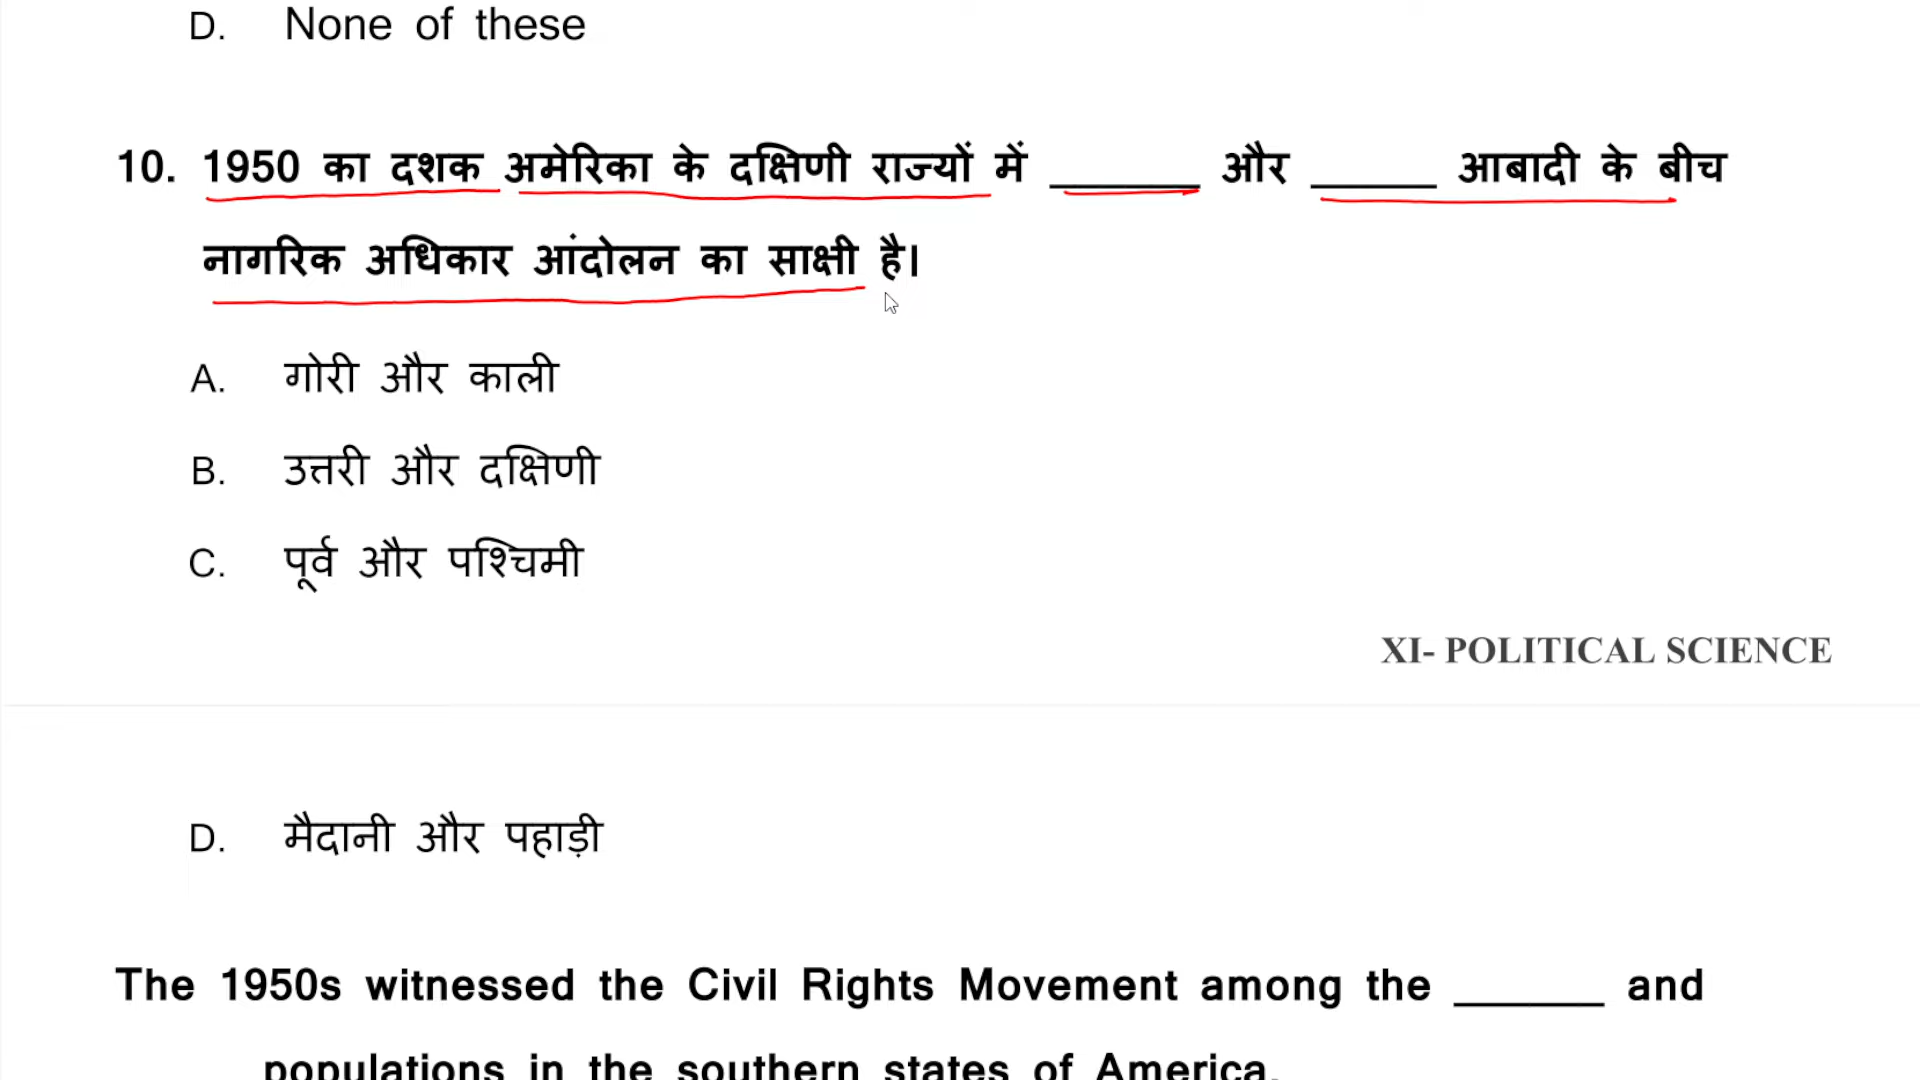 D. None of these
10. 1950 का दशक अमेरिका के दक्षिणी राज्यों में ______ और _____ आबादी के बीच
नागरिक अधिकार आंदोलन का साक्षी है।
A. गोरी और काली
B. उत्तरी और दक्षिणी
C. पूर्व और पश्चिमी
XI- POLITICAL SCIENCE
D. मैदानी और पहाड़ी
The 1950s witnessed the Civil Rights Movement among the ______ and
populations in the southern states of America.